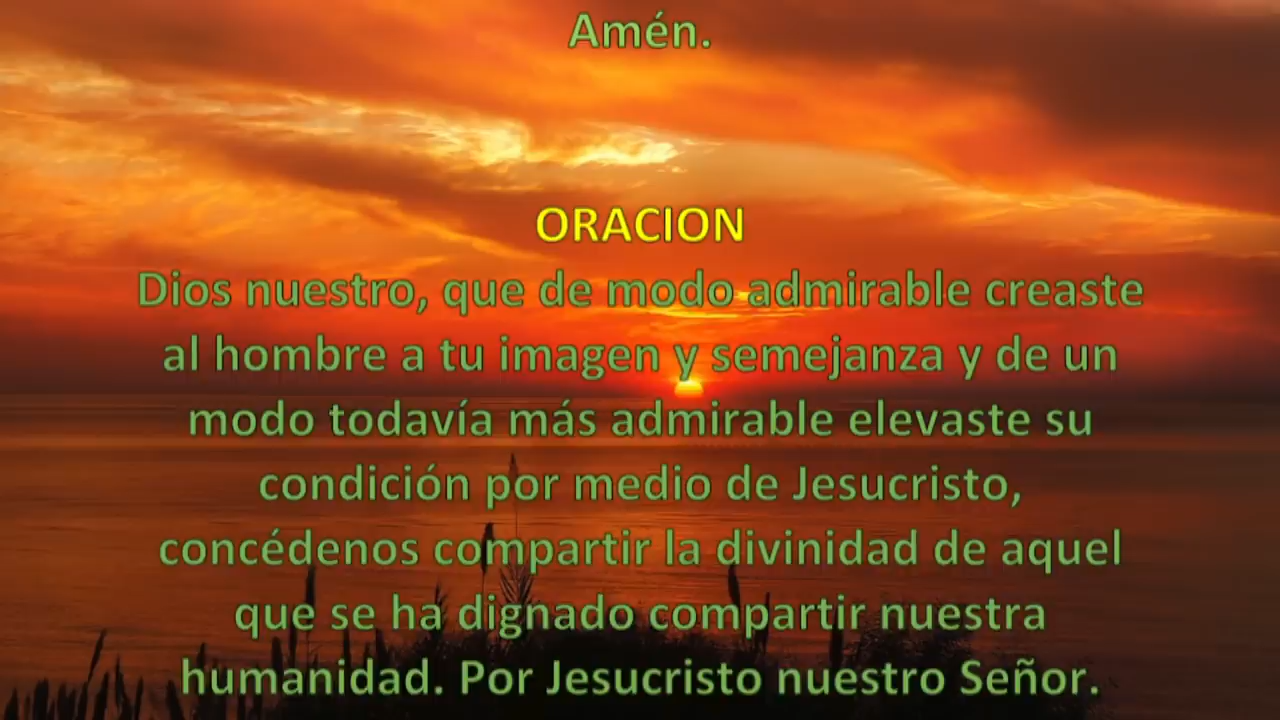 Amén.
ORACION
Dios nuestro, que de modo admirable creaste
al hombre a tu imagen y semejanza y de un
modo todavía más admirable elevaste su
condición por medio de Jesucristo,
concédenos compartir la divinidad de aquel
que se ha dignado compartir nuestra
humanidad. Por Jesucristo nuestro Señor.